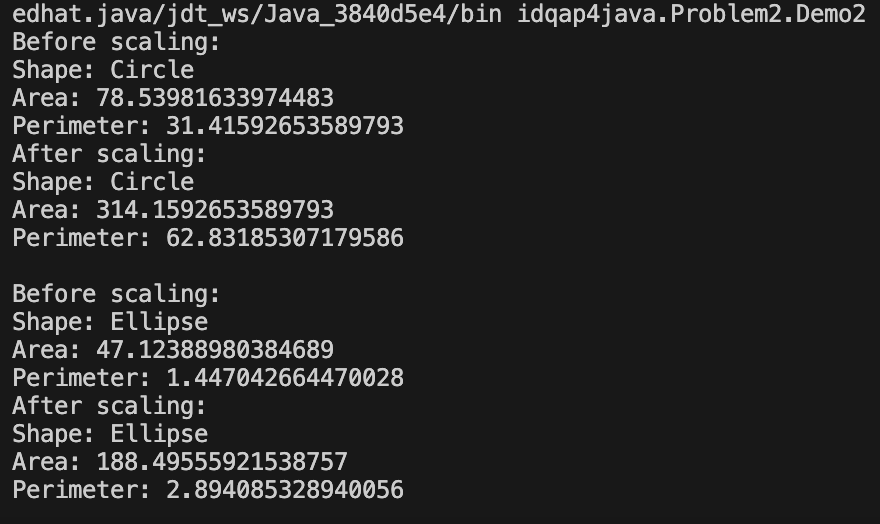 edhat.java/jdt_ws/Java_3840d5e4/bin idqap4java.Problem2.Demo2
Before scaling:
Shape: Circle
Area: 78.53981633974483
Perimeter: 31.41592653589793
After scaling:
Shape: Circle
Area: 314.1592653589793
Perimeter: 62.83185307179586
Before scaling:
Shape: Ellipse
Area: 47.12388980384689
Perimeter: 1.447042664470028
After scaling:
Shape: Ellipse
Area: 188.49555921538757
Perimeter: 2.894085328940056